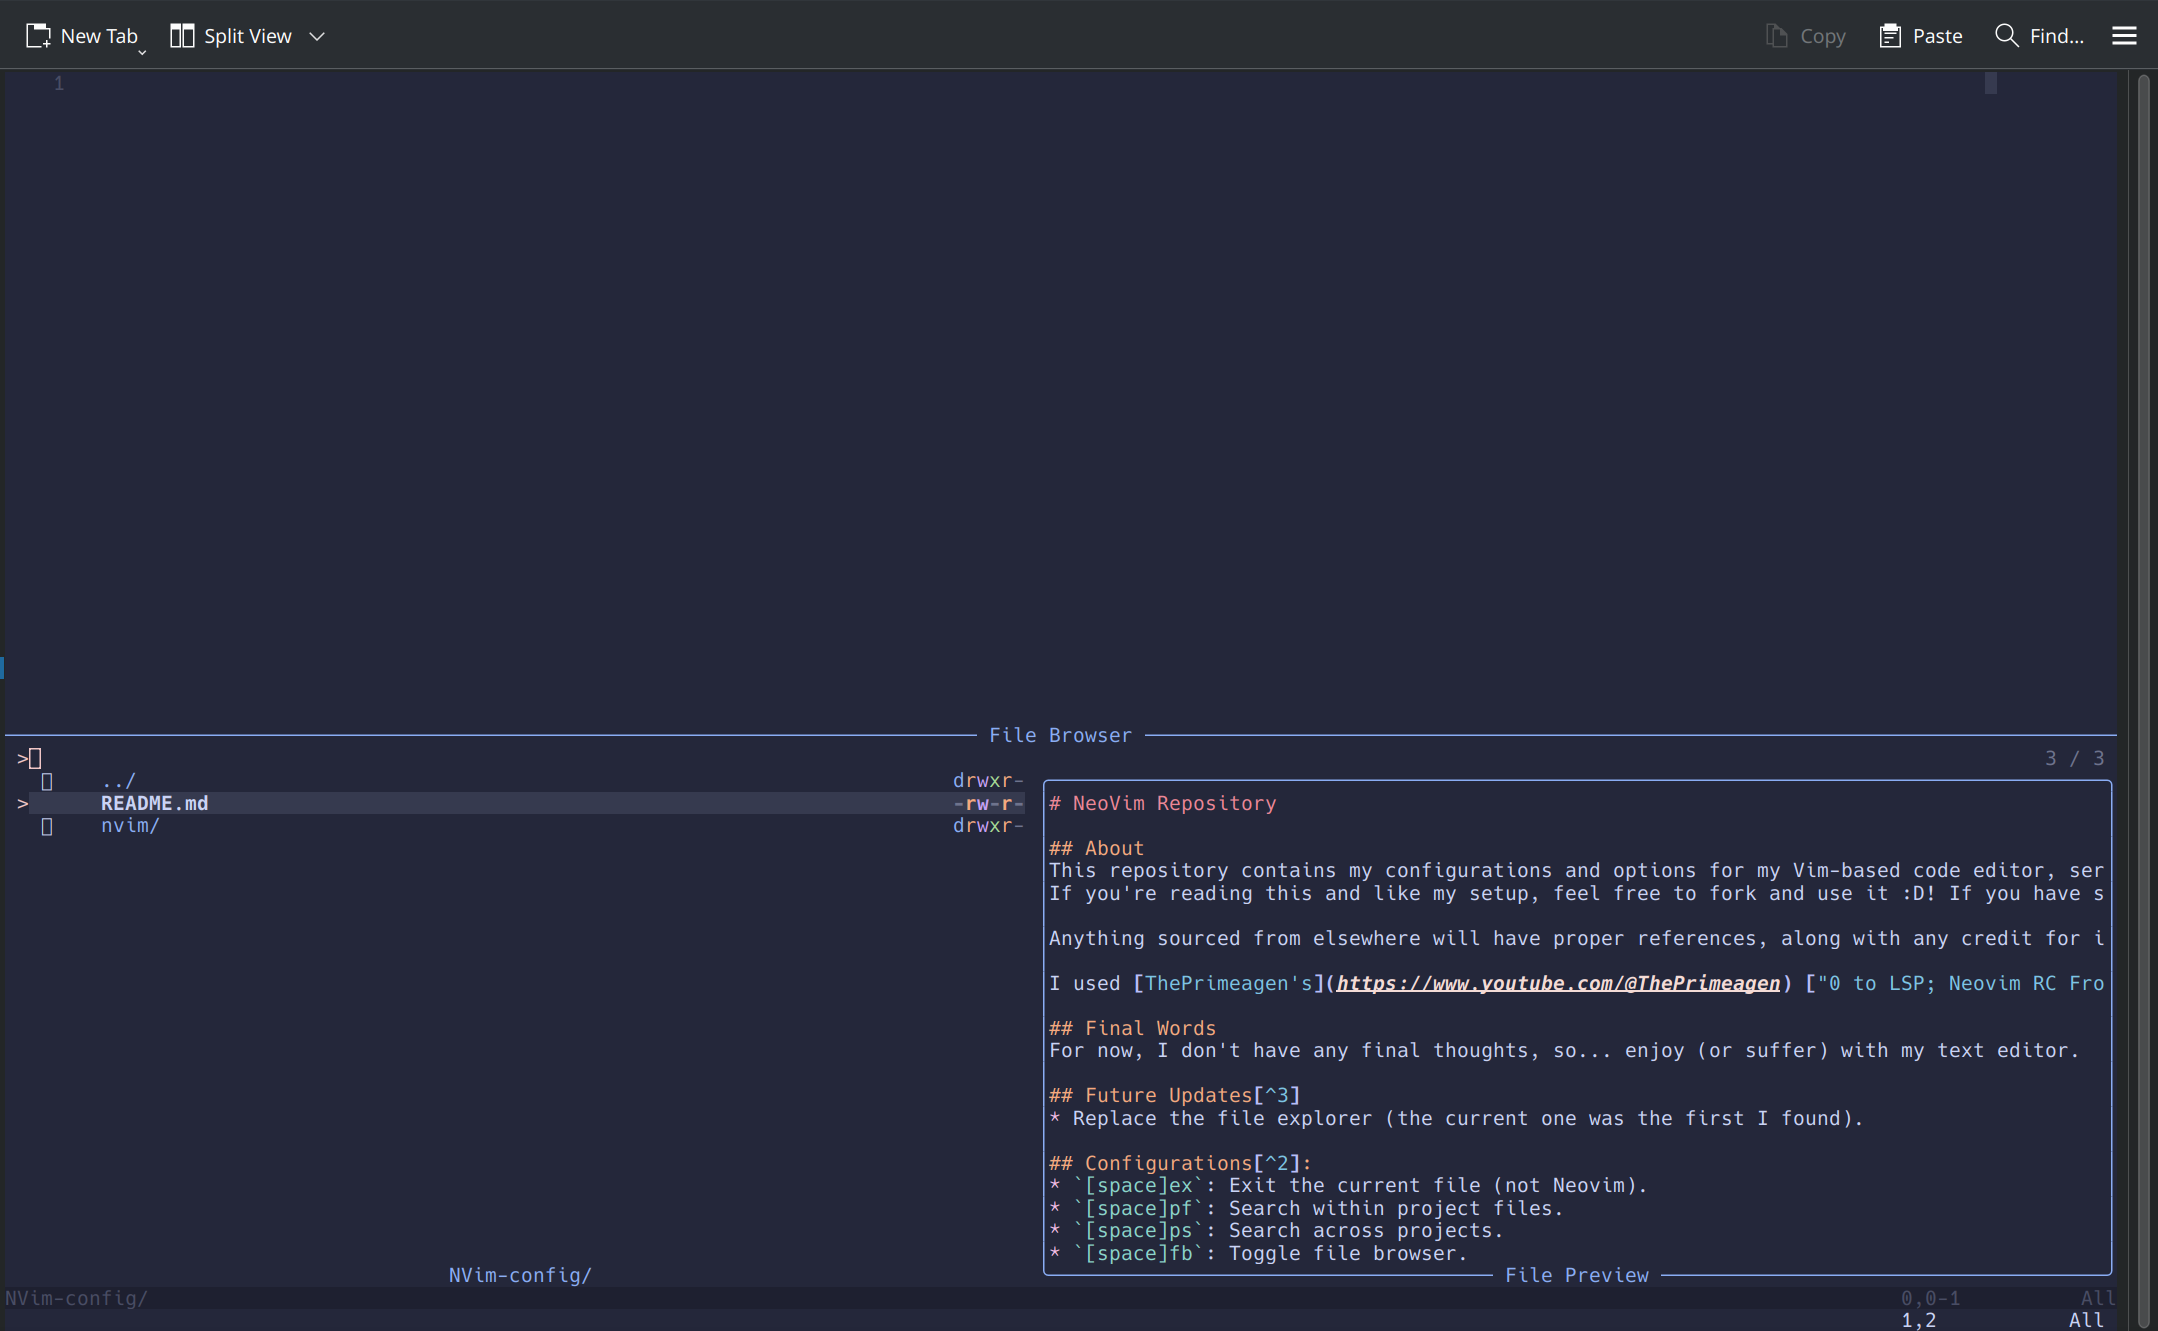 New Tab Split View Copy Paste Find...
1
File Browser
> 3 / 3
../ drwxr-
> README.md -rw-r-
nvim/ drwxr-
# NeoVim Repository
## About
This repository contains my configurations and options for my Vim-based code editor, ser
If you're reading this and like my setup, feel free to fork and use it :D! If you have s
Anything sourced from elsewhere will have proper references, along with any credit for i
I used [ThePrimeagen's](https://www.youtube.com/@ThePrimeagen) ["0 to LSP; Neovim RC Fro
## Final Words
For now, I don't have any final thoughts, so... enjoy (or suffer) with my text editor.
## Future Updates[^3]
* Replace the file explorer (the current one was the first I found).
## Configurations[^2]:
* `[space]ex`: Exit the current file (not Neovim).
* `[space]pf`: Search within project files.
* `[space]ps`: Search across projects.
* `[space]fb`: Toggle file browser.
NVim-config/ File Preview
NVim-config/ 0,0-1 All
1,2 All